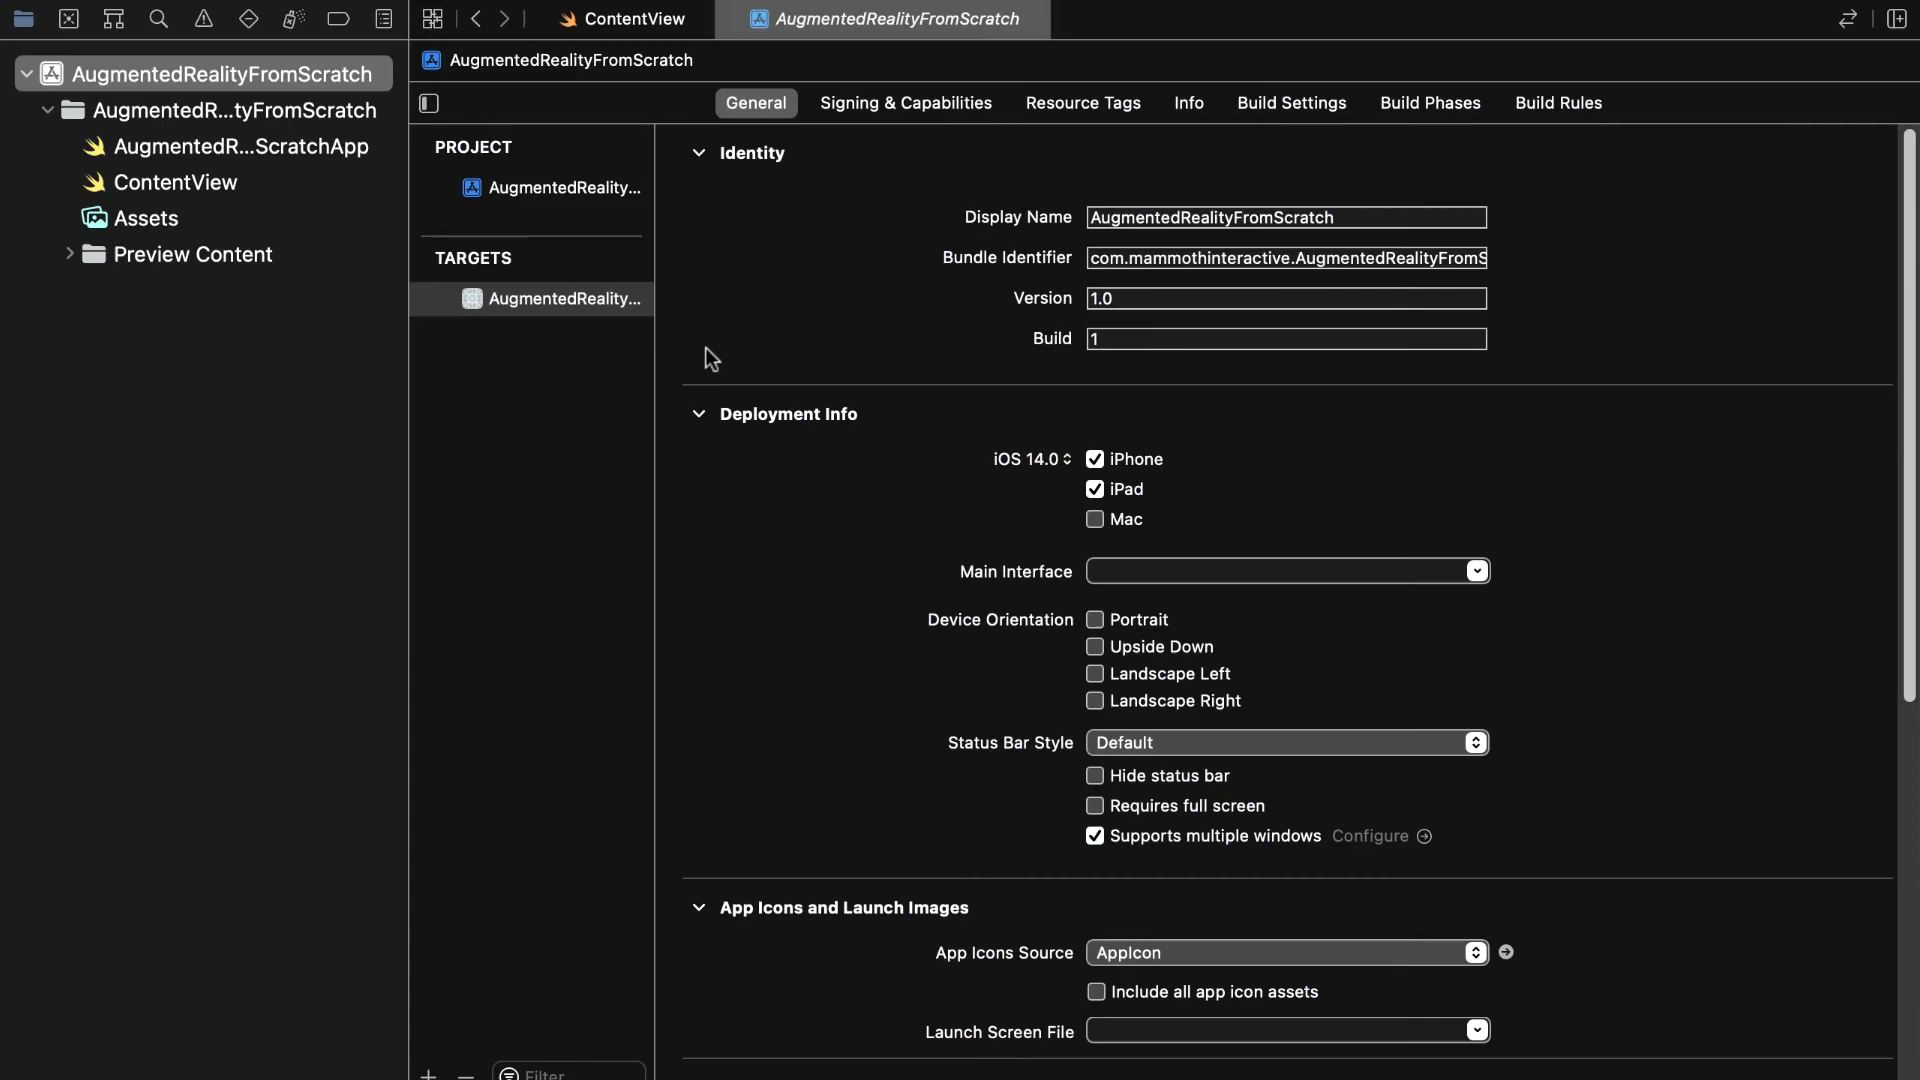 ContentView
AugmentedRealityFromScratch
AugmentedRealityFromScratch
AugmentedR...tyFromScratch
AugmentedR...ScratchApp
ContentView
Assets
Preview Content
AugmentedRealityFromScratch
General Signing & Capabilities Resource Tags Info Build Settings Build Phases Build Rules
PROJECT
AugmentedReality...
TARGETS
AugmentedReality...
Filter
Identity
Display Name AugmentedRealityFromScratch
Bundle Identifier com.mammothinteractive.AugmentedRealityFromS
Version 1.0
Build 1
Deployment Info
iOS 14.0 iPhone
iPad
Mac
Main Interface
Device Orientation Portrait
Upside Down
Landscape Left
Landscape Right
Status Bar Style Default
Hide status bar
Requires full screen
Supports multiple windows Configure
App Icons and Launch Images
App Icons Source AppIcon
Include all app icon assets
Launch Screen File